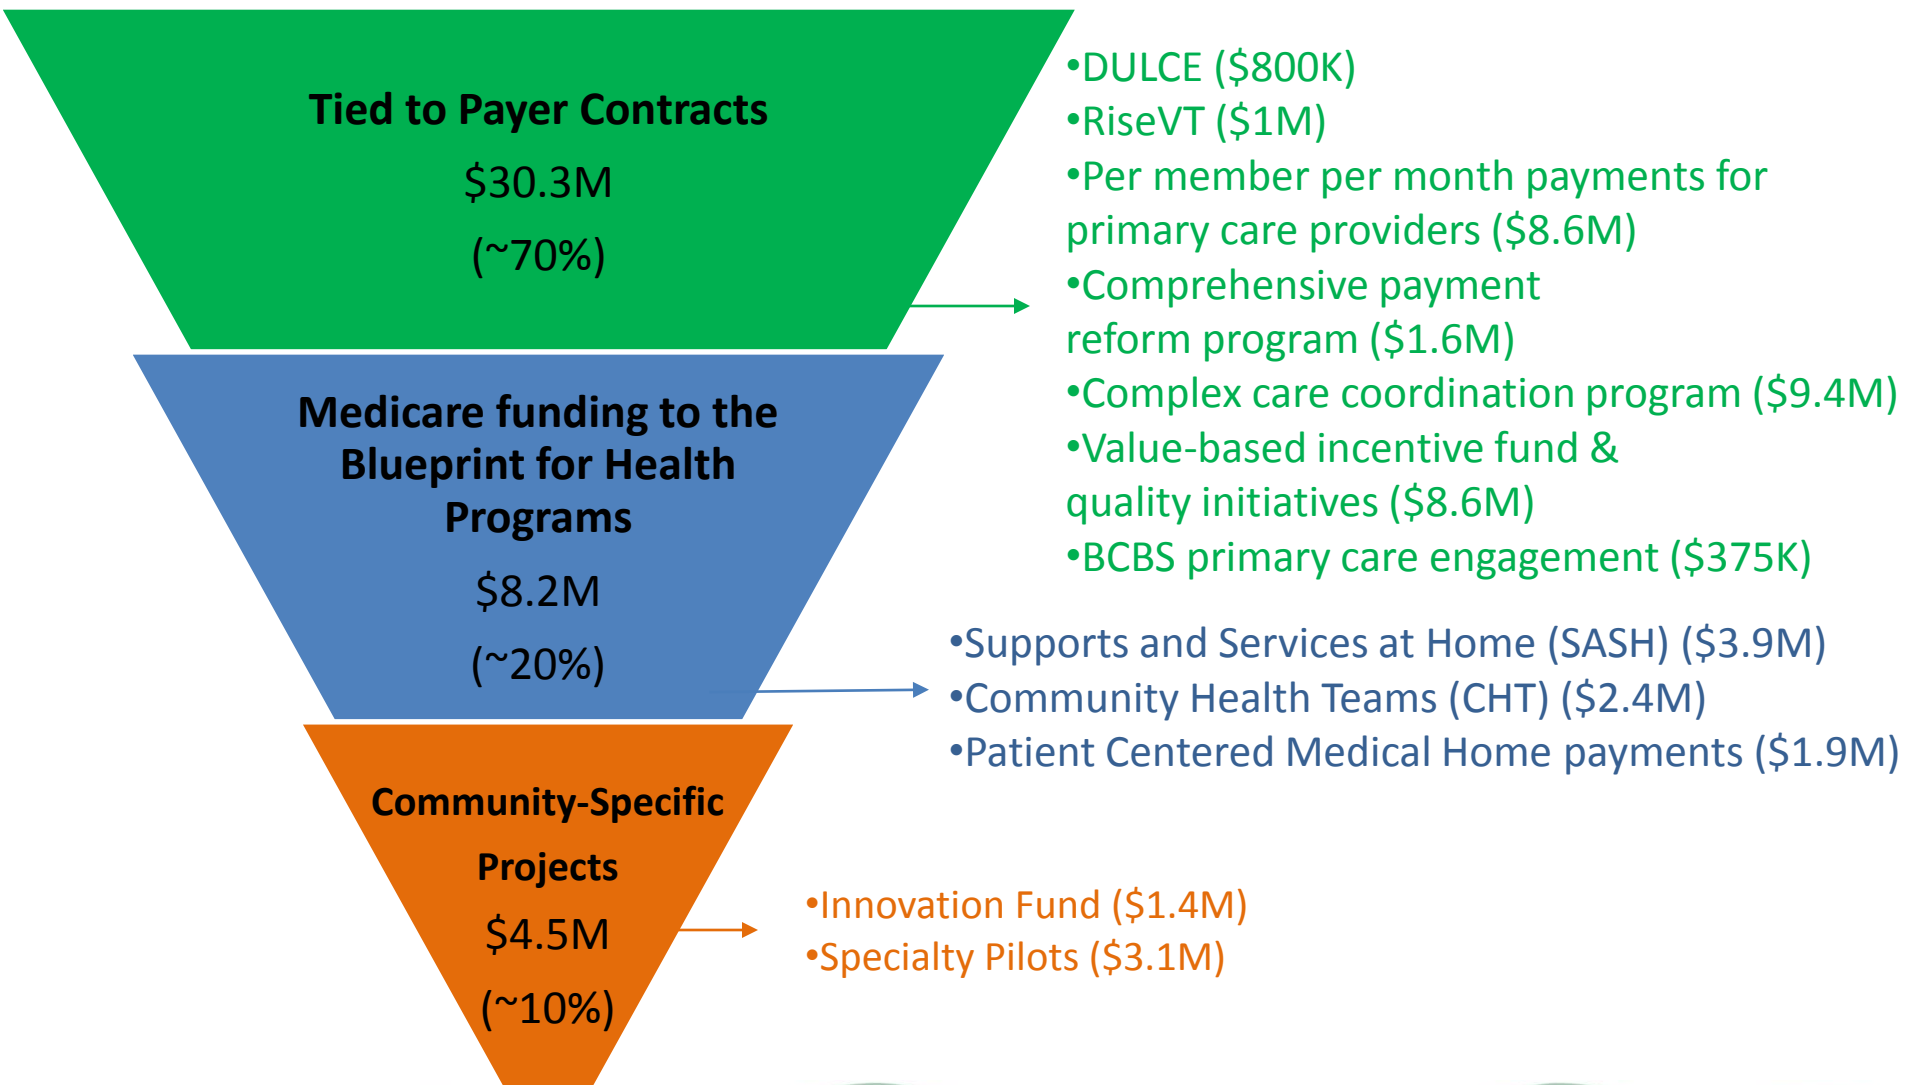 Tied to Payer Contracts
$30.3M
(~70%)
•DULCE ($800K)
•RiseVT ($1M)
•Per member per month payments for
primary care providers ($8.6M)
•Comprehensive payment
reform program ($1.6M)
•Complex care coordination program ($9.4M)
•Value-based incentive fund &
quality initiatives ($8.6M)
•BCBS primary care engagement ($375K)
Medicare funding to the
Blueprint for Health
Programs
$8.2M
(~20%)
•Supports and Services at Home (SASH) ($3.9M)
•Community Health Teams (CHT) ($2.4M)
•Patient Centered Medical Home payments ($1.9M)
Community-Specific
Projects
$4.5M
(~10%)
•Innovation Fund ($1.4M)
•Specialty Pilots ($3.1M)